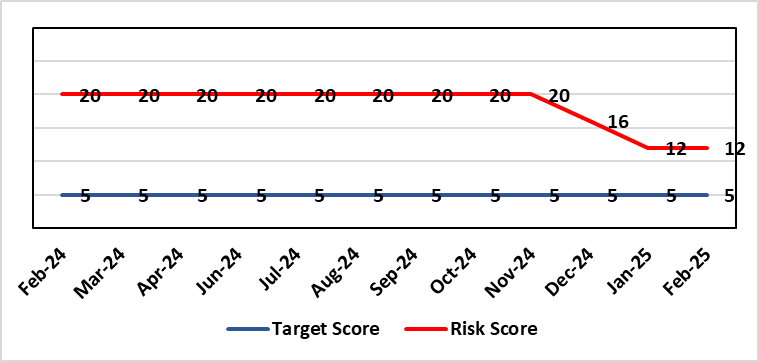 20 20 20 20 20 20 20 20 20 16 12 12
5 5 5 5 5 5 5 5 5 5 5 5
Feb-24 Mar-24 Apr-24 Jun-24 Jul-24 Aug-24 Sep-24 Oct-24 Nov-24 Dec-24 Jan-25 Feb-25
Target Score Risk Score